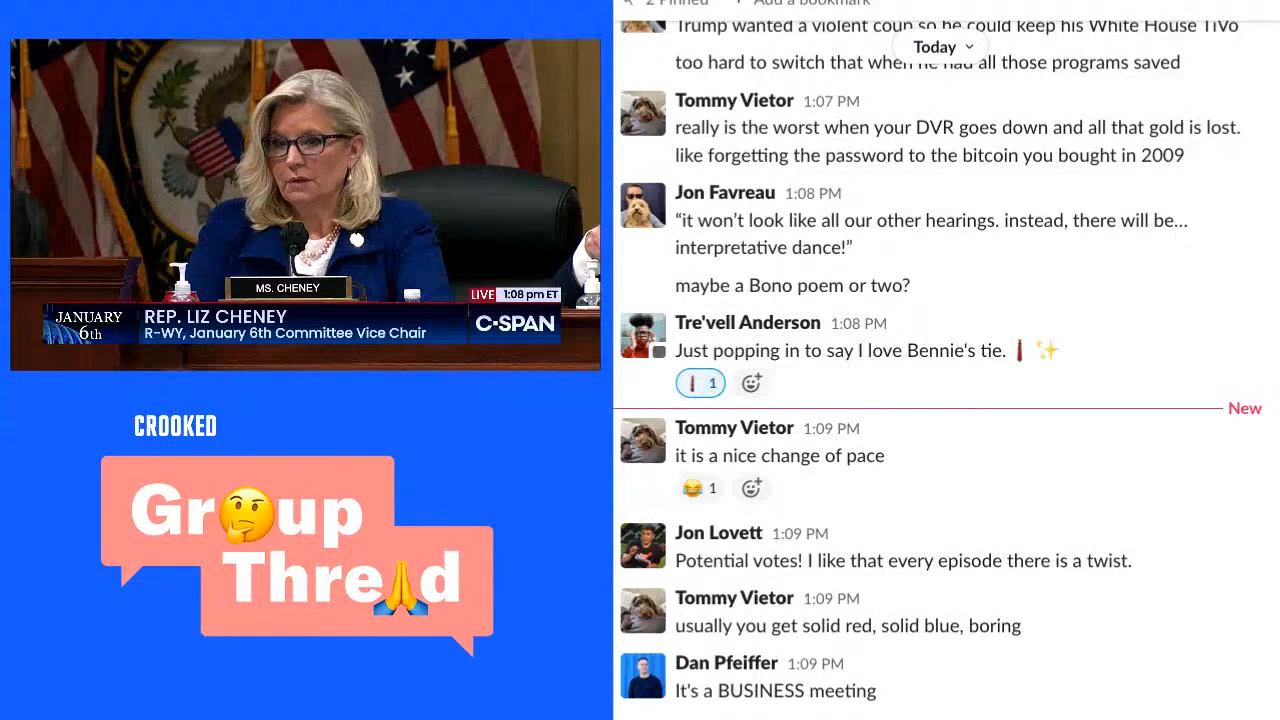 MS. CHENEY
LIVE 1:08 pm ET
JANUARY
6th
REP. LIZ CHENEY
R-WY, January 6th Committee Vice Chair
C-SPAN
CROOKED
Gr🤔up
Thre🙏d
2 Pinned + Add a bookmark
Trump wanted a violent coup so he could keep his White House TiVo
Today
too hard to switch that when he had all those programs saved
Tommy Vietor 1:07 PM
really is the worst when your DVR goes down and all that gold is lost.
like forgetting the password to the bitcoin you bought in 2009
Jon Favreau 1:08 PM
“it won’t look like all our other hearings. instead, there will be…
interpretative dance!”
maybe a Bono poem or two?
Tre'vell Anderson 1:08 PM
Just popping in to say I love Bennie's tie.
1
New
Tommy Vietor 1:09 PM
it is a nice change of pace
😂 1
Jon Lovett 1:09 PM
Potential votes! I like that every episode there is a twist.
Tommy Vietor 1:09 PM
usually you get solid red, solid blue, boring
Dan Pfeiffer 1:09 PM
It's a BUSINESS meeting